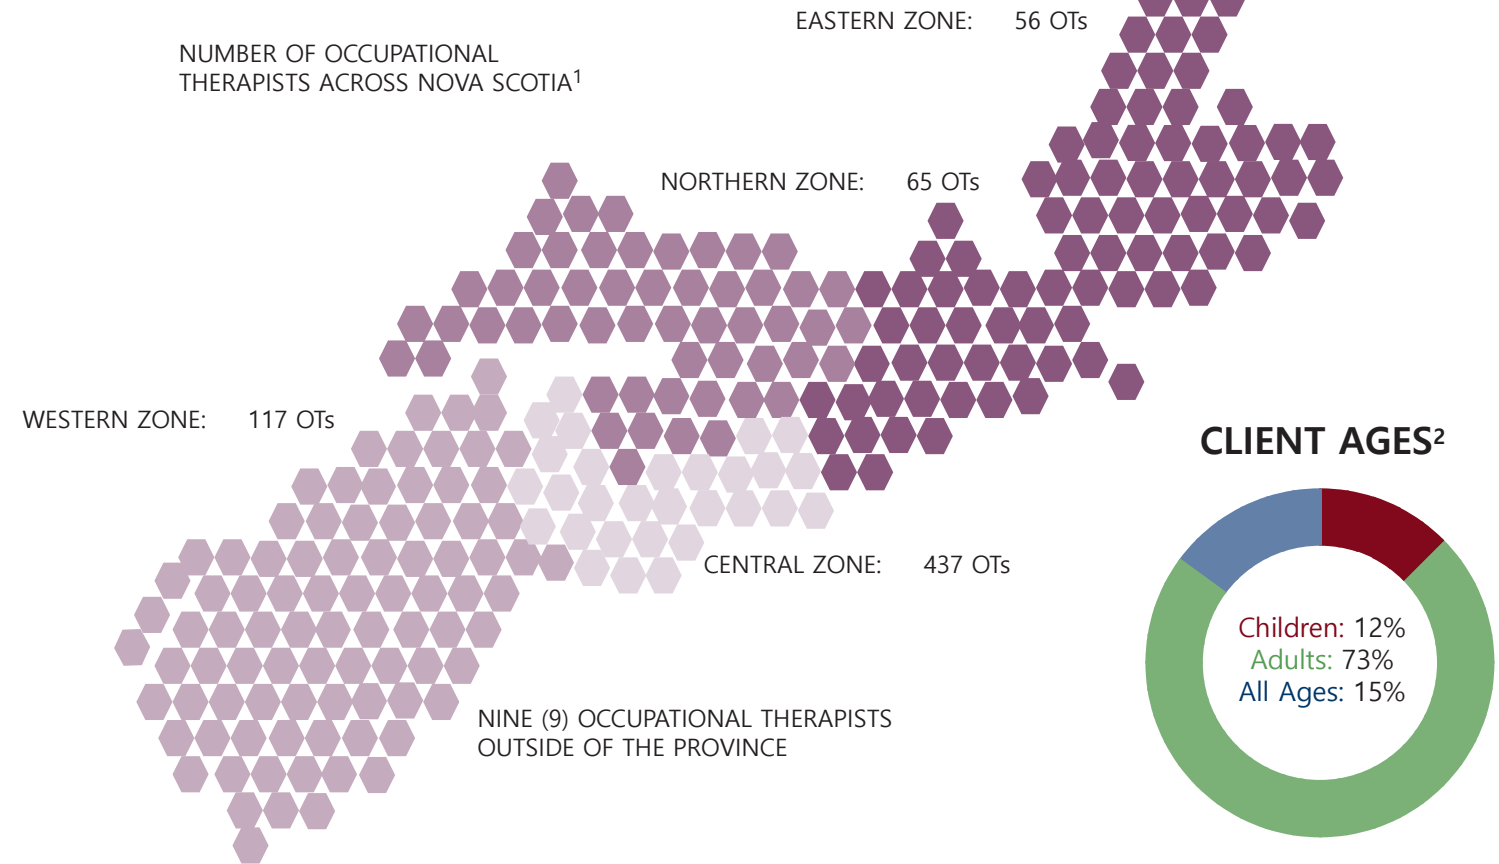 EASTERN ZONE: 56 OTs
NUMBER OF OCCUPATIONAL
THERAPISTS ACROSS NOVA SCOTIA¹
NORTHERN ZONE: 65 OTs
WESTERN ZONE: 117 OTs
CLIENT AGES²
CENTRAL ZONE: 437 OTs
Children: 12%
Adults: 73%
All Ages: 15%
NINE (9) OCCUPATIONAL THERAPISTS
OUTSIDE OF THE PROVINCE